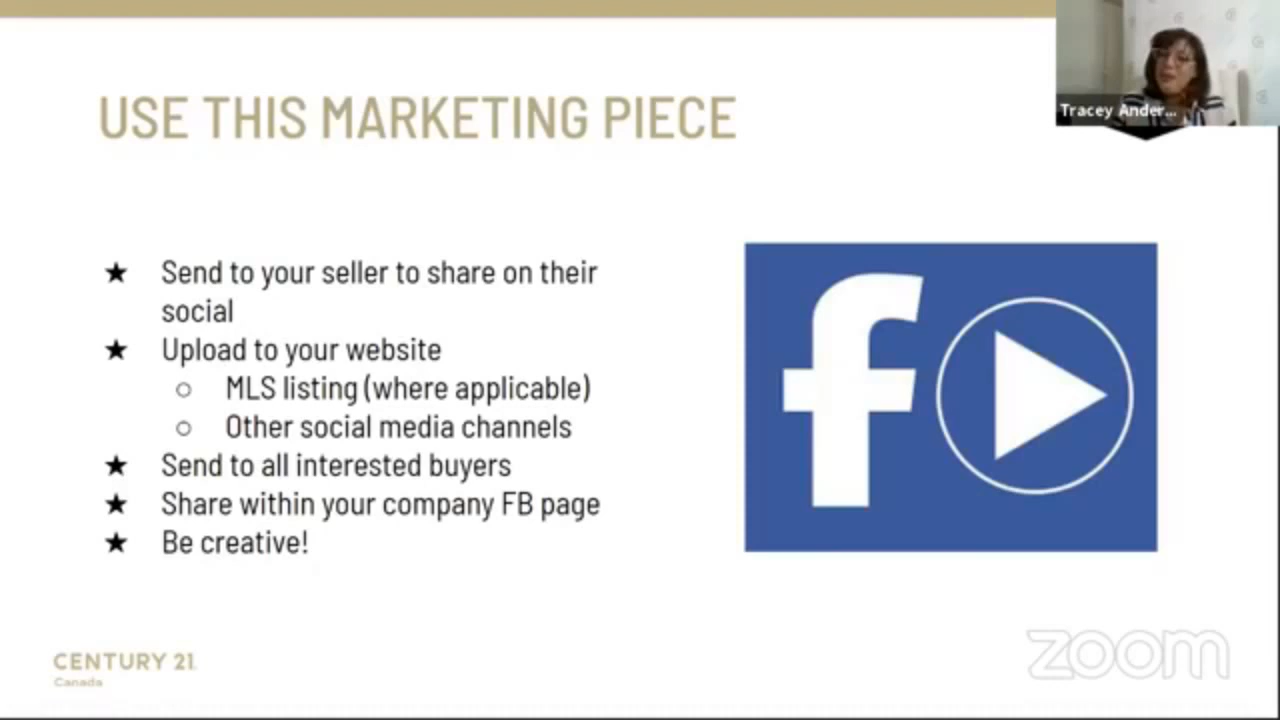 USE THIS MARKETING PIECE
Tracey Ander...
★ Send to your seller to share on their
social
★ Upload to your website
○ MLS listing (where applicable)
○ Other social media channels
★ Send to all interested buyers
★ Share within your company FB page
★ Be creative!
f
CENTURY 21
Canada
zoom